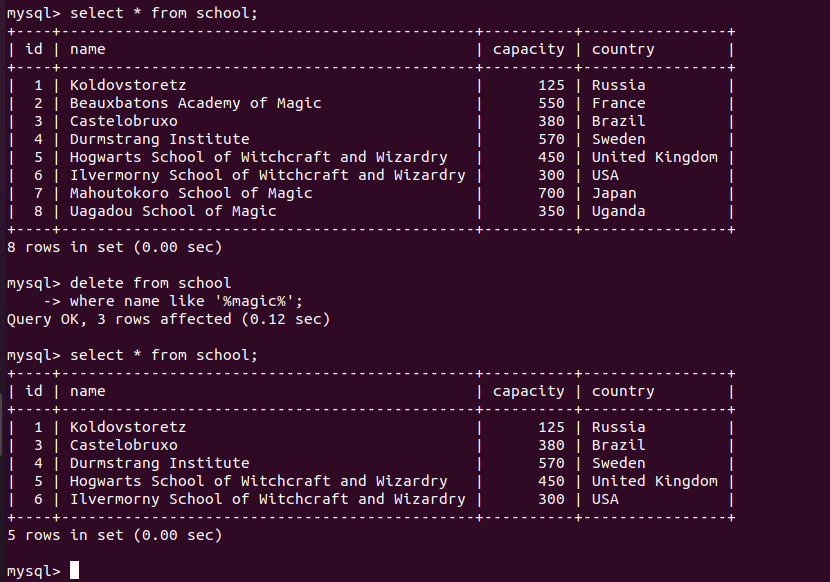 mysql> select * from school;
+----+----------------------------------------------+----------+----------------+
| id | name                                         | capacity | country        |
+----+----------------------------------------------+----------+----------------+
|  1 | Koldovstoretz                                |      125 | Russia         |
|  2 | Beauxbatons Academy of Magic                 |      550 | France         |
|  3 | Castelobruxo                                 |      380 | Brazil         |
|  4 | Durmstrang Institute                         |      570 | Sweden         |
|  5 | Hogwarts School of Witchcraft and Wizardry   |      450 | United Kingdom |
|  6 | Ilvermorny School of Witchcraft and Wizardry |      300 | USA            |
|  7 | Mahoutokoro School of Magic                  |      700 | Japan          |
|  8 | Uagadou School of Magic                      |      350 | Uganda         |
+----+----------------------------------------------+----------+----------------+
8 rows in set (0.00 sec)

mysql> delete from school
    -> where name like '%magic%';
Query OK, 3 rows affected (0.12 sec)

mysql> select * from school;
+----+----------------------------------------------+----------+----------------+
| id | name                                         | capacity | country        |
+----+----------------------------------------------+----------+----------------+
|  1 | Koldovstoretz                                |      125 | Russia         |
|  3 | Castelobruxo                                 |      380 | Brazil         |
|  4 | Durmstrang Institute                         |      570 | Sweden         |
|  5 | Hogwarts School of Witchcraft and Wizardry   |      450 | United Kingdom |
|  6 | Ilvermorny School of Witchcraft and Wizardry |      300 | USA            |
+----+----------------------------------------------+----------+----------------+
5 rows in set (0.00 sec)

mysql>